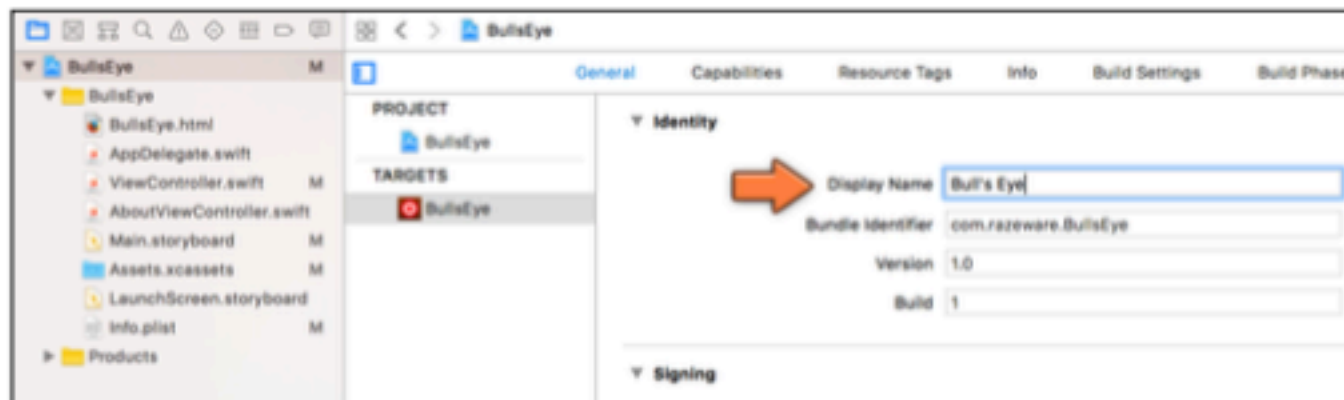 BullsEye
BullsEye M
General Capabilities Resource Tags Info Build Settings Build Phase
BullsEye
BullsEye.html
AppDelegate.swift
ViewController.swift M
AboutViewController.swift
Main.storyboard M
Assets.xcassets M
LaunchScreen.storyboard
Info.plist M
Products
PROJECT
BullsEye
TARGETS
BullsEye
Identity
Display Name Bull's Eye
Bundle Identifier com.razeware.BullsEye
Version 1.0
Build 1
Signing